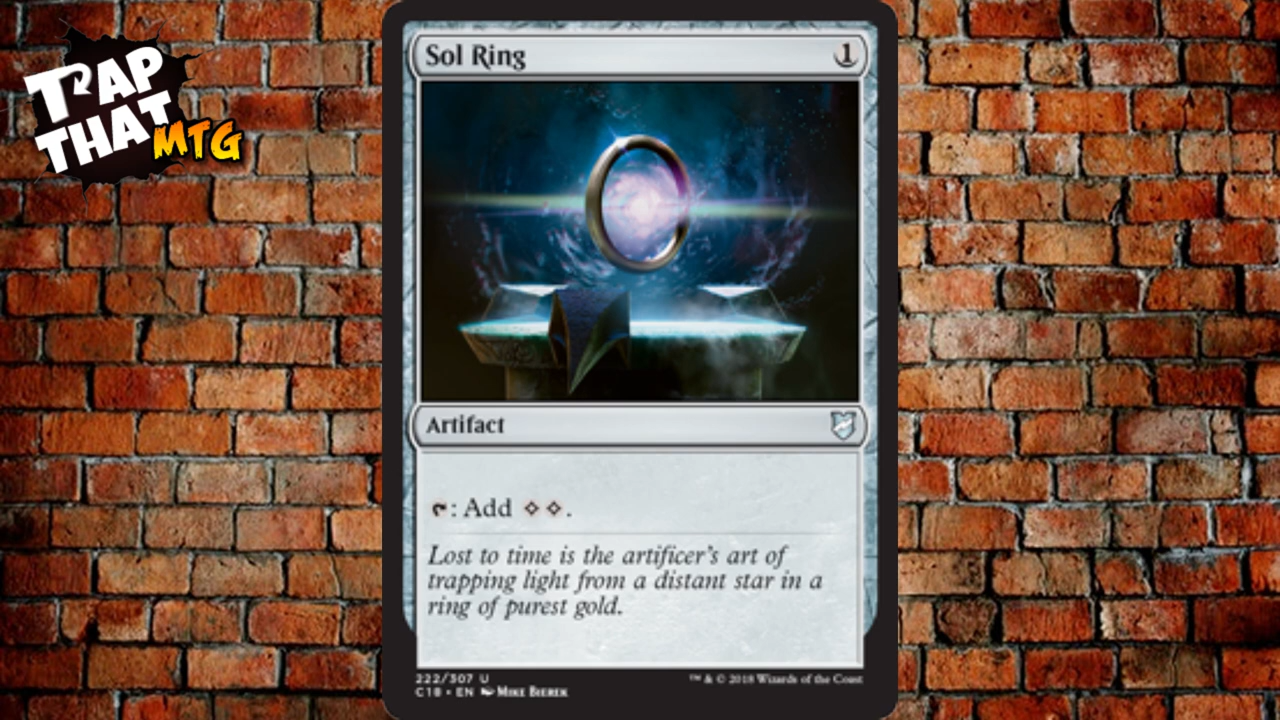 TAP
THAT
MTG
Sol Ring 1
Artifact
: Add .
Lost to time is the artificer's art of
trapping light from a distant star in a
ring of purest gold.
222/307 U
C18 • EN Mike Bierek
™ & © 2018 Wizards of the Coast